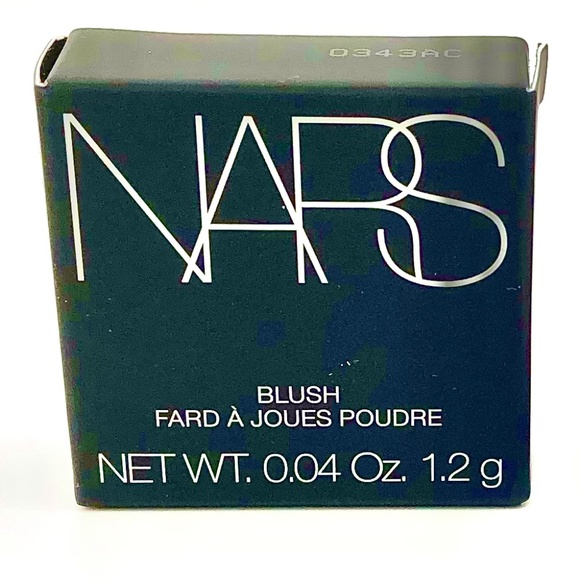 0343AC
NARS
BLUSH
FARD À JOUES POUDRE
NET WT. 0.04 Oz. 1.2 g